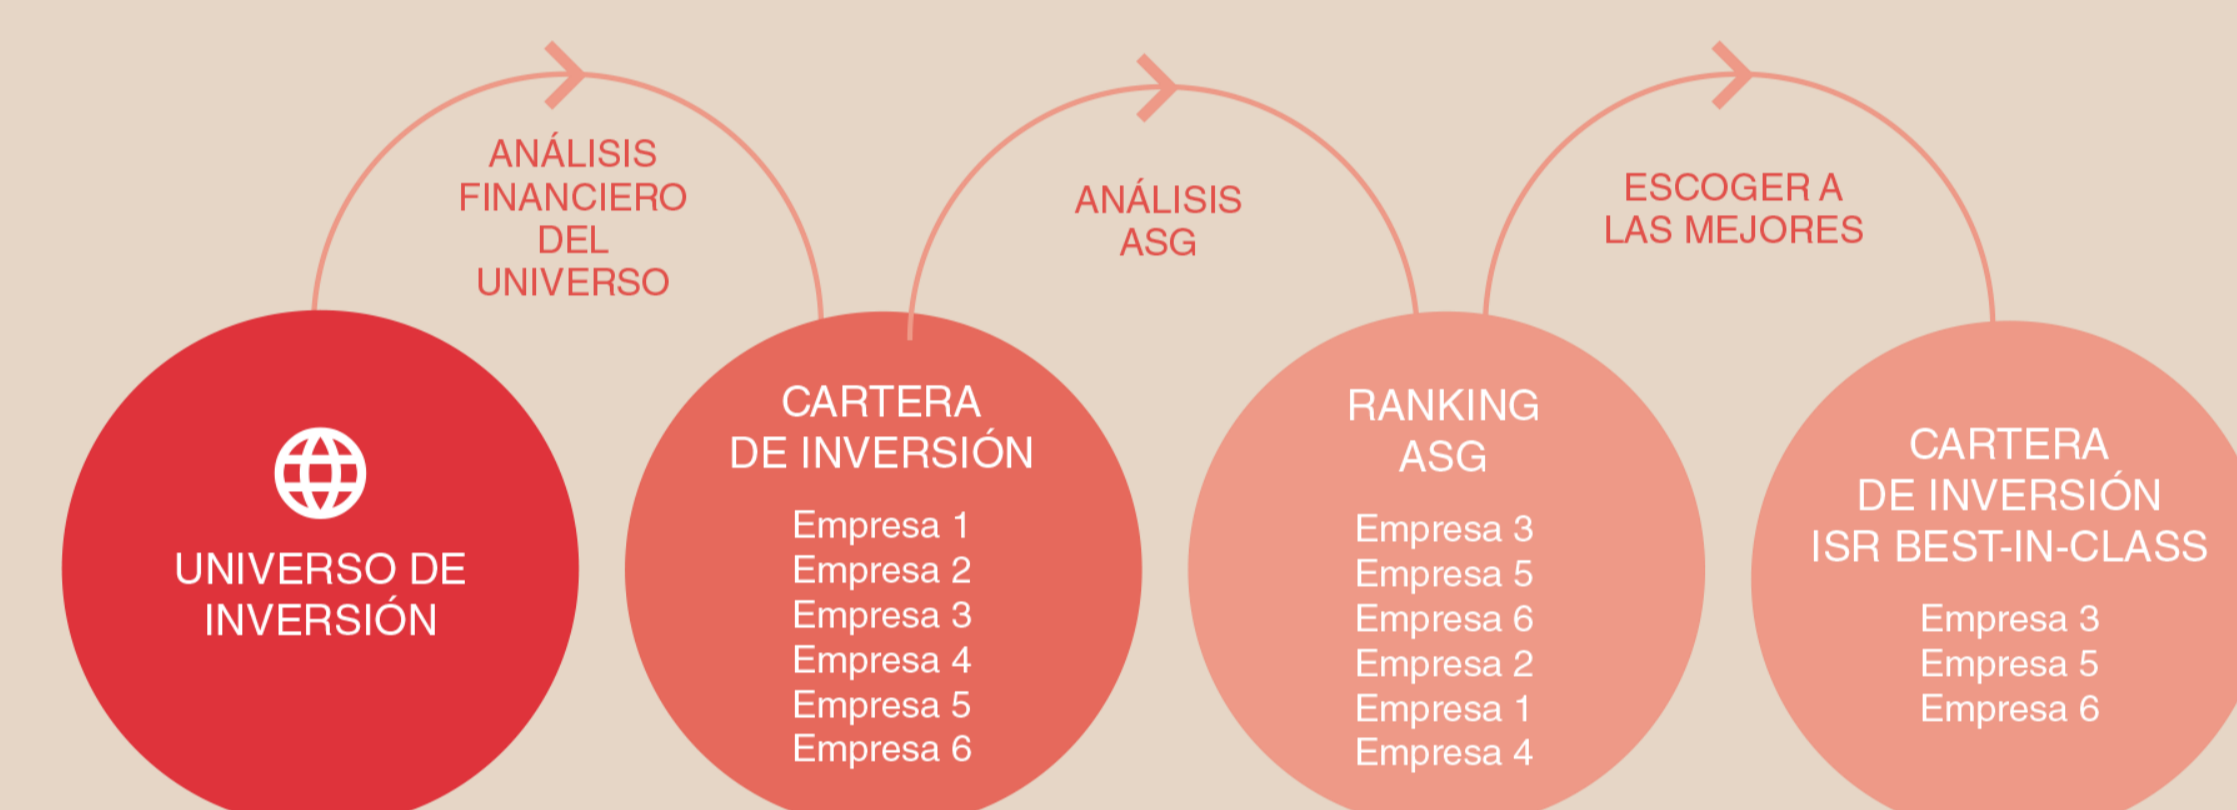 ANÁLISIS
FINANCIERO
DEL
UNIVERSO
ANÁLISIS
ASG
ESCOGER A
LAS MEJORES
UNIVERSO DE
INVERSIÓN
CARTERA
DE INVERSIÓN
Empresa 1
Empresa 2
Empresa 3
Empresa 4
Empresa 5
Empresa 6
RANKING
ASG
Empresa 3
Empresa 5
Empresa 6
Empresa 2
Empresa 1
Empresa 4
CARTERA
DE INVERSIÓN
ISR BEST-IN-CLASS
Empresa 3
Empresa 5
Empresa 6